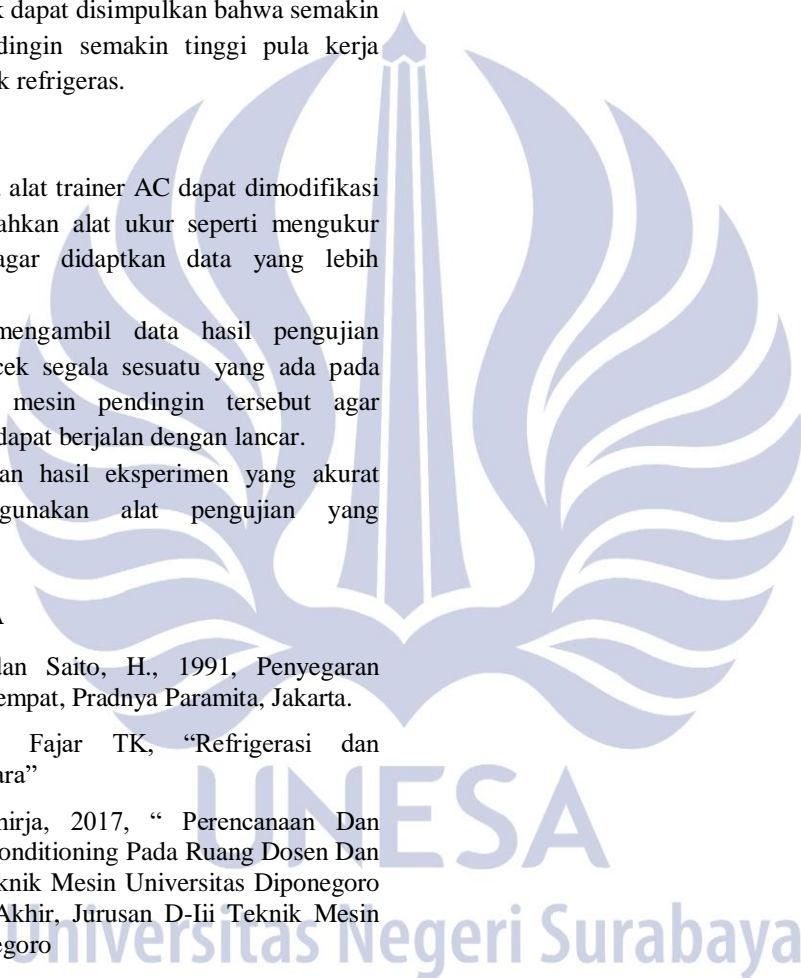 k dapat disimpulkan bahwa semakin
dingin semakin tinggi pula kerja
k refrigeras.
alat trainer AC dapat dimodifikasi
ahkan alat ukur seperti mengukur
agar didaptkan data yang lebih
mengambil data hasil pengujian
cek segala sesuatu yang ada pada
mesin pendingin tersebut agar
dapat berjalan dengan lancar.
an hasil eksperimen yang akurat
gunakan alat pengujian yang
A
dan Saito, H., 1991, Penyegaran
empat, Pradnya Paramita, Jakarta.
Fajar TK, “Refrigerasi dan
ara”
hirja, 2017, “ Perencanaan Dan
onditioning Pada Ruang Dosen Dan
knik Mesin Universitas Diponegoro
Akhir, Jurusan D-Iii Teknik Mesin
egoro
UNESA
Universitas Negeri Surabaya